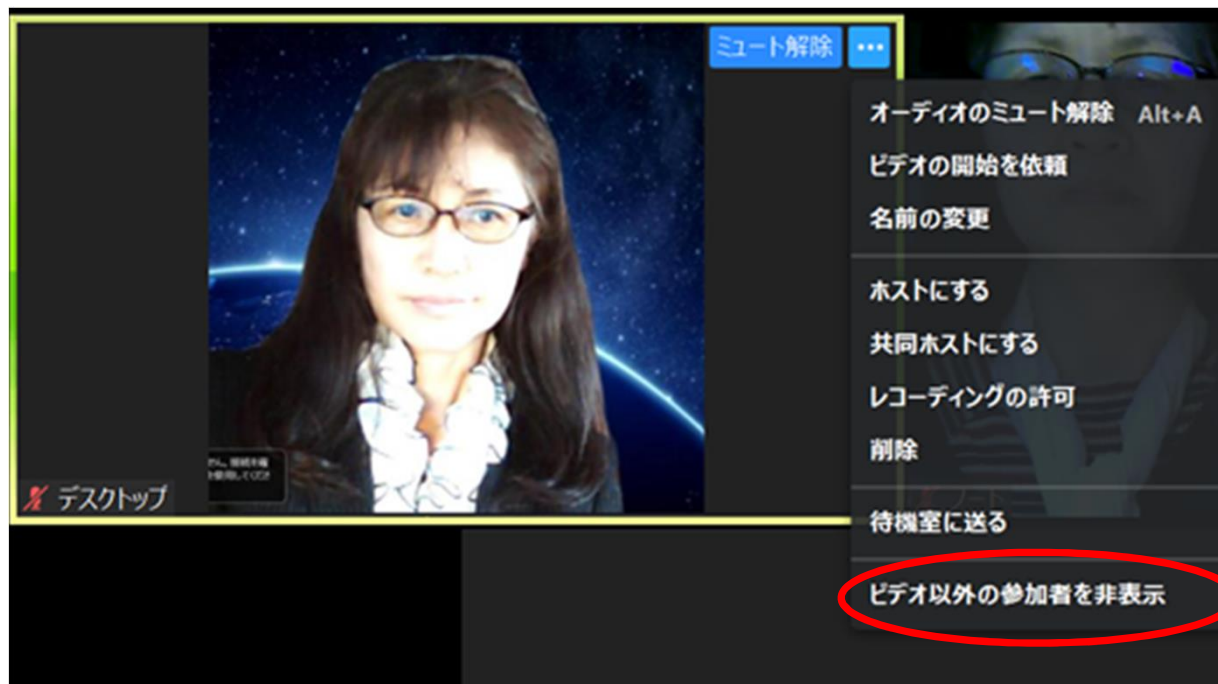 ミュート解除 •••
オーディオのミュート解除 Alt+A
ビデオの開始を依頼
名前の変更
ホストにする
共同ホストにする
レコーディングの許可
削除
待機室に送る
ビデオ以外の参加者を非表示
デスクトップ
ノート